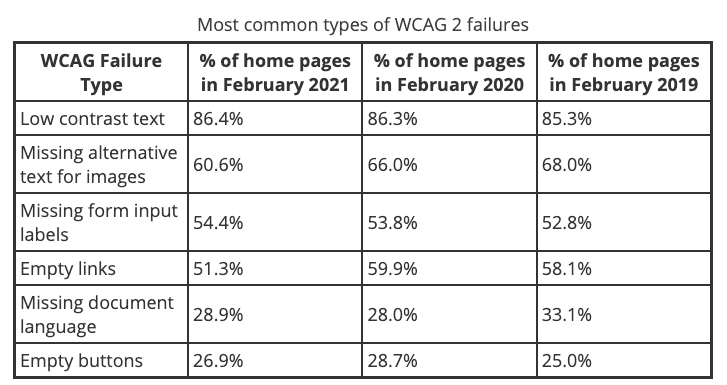 Most common types of WCAG 2 failures
WCAG Failure Type % of home pages in February 2021 % of home pages in February 2020 % of home pages in February 2019
Low contrast text 86.4% 86.3% 85.3%
Missing alternative text for images 60.6% 66.0% 68.0%
Missing form input labels 54.4% 53.8% 52.8%
Empty links 51.3% 59.9% 58.1%
Missing document language 28.9% 28.0% 33.1%
Empty buttons 26.9% 28.7% 25.0%